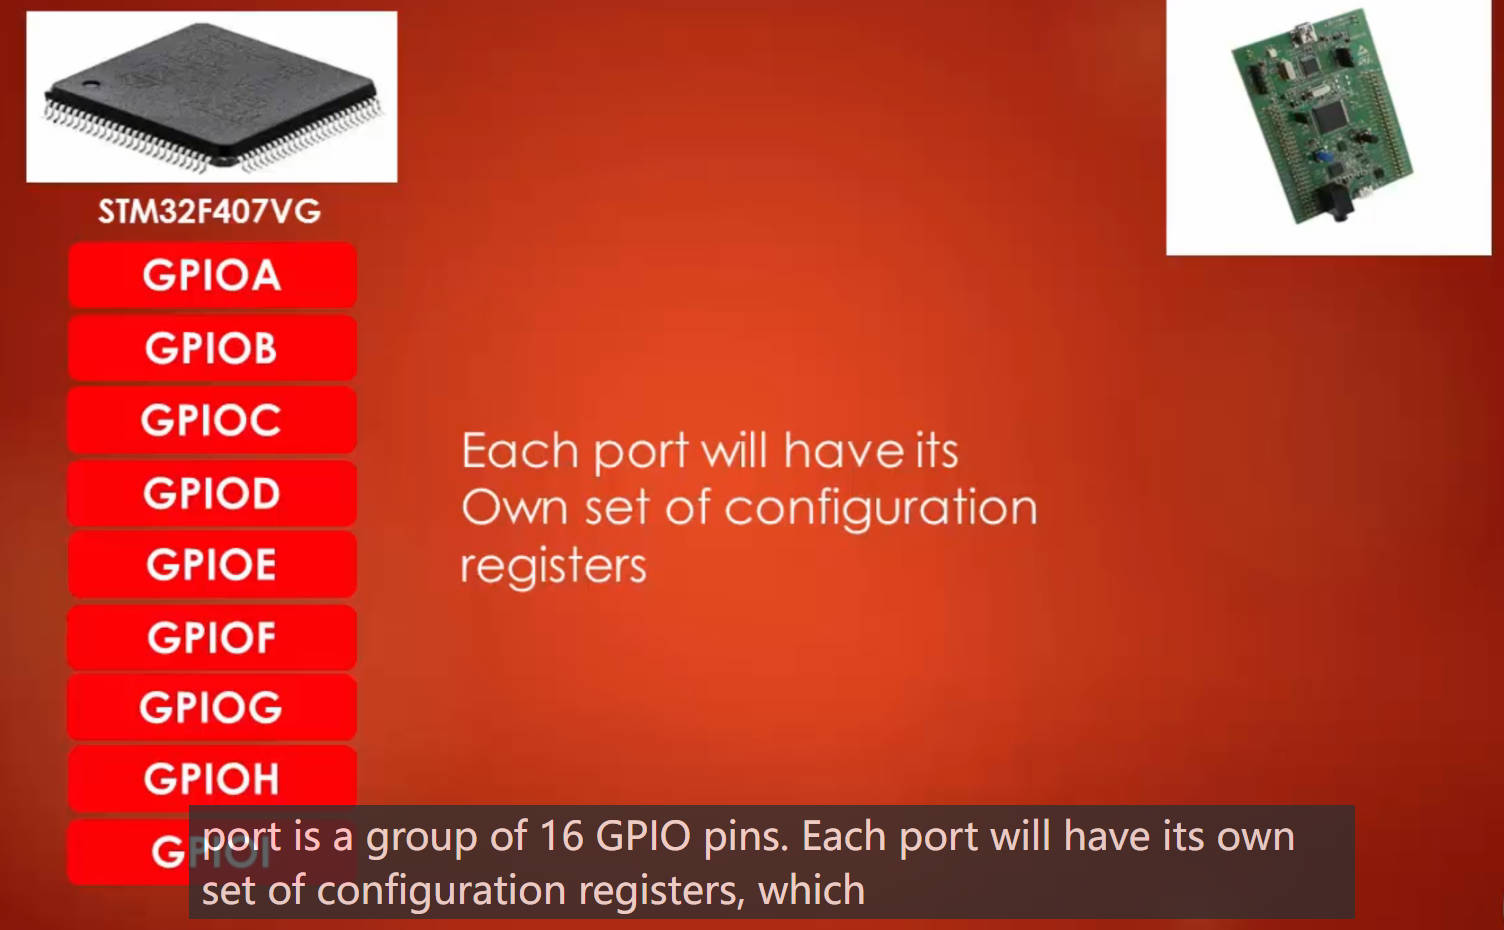 STM32F407VG
GPIOA
GPIOB
GPIOC
GPIOD
GPIOE
GPIOF
GPIOG
GPIOH
GPIOI
Each port will have its
Own set of configuration
registers
port is a group of 16 GPIO pins. Each port will have its own
set of configuration registers, which